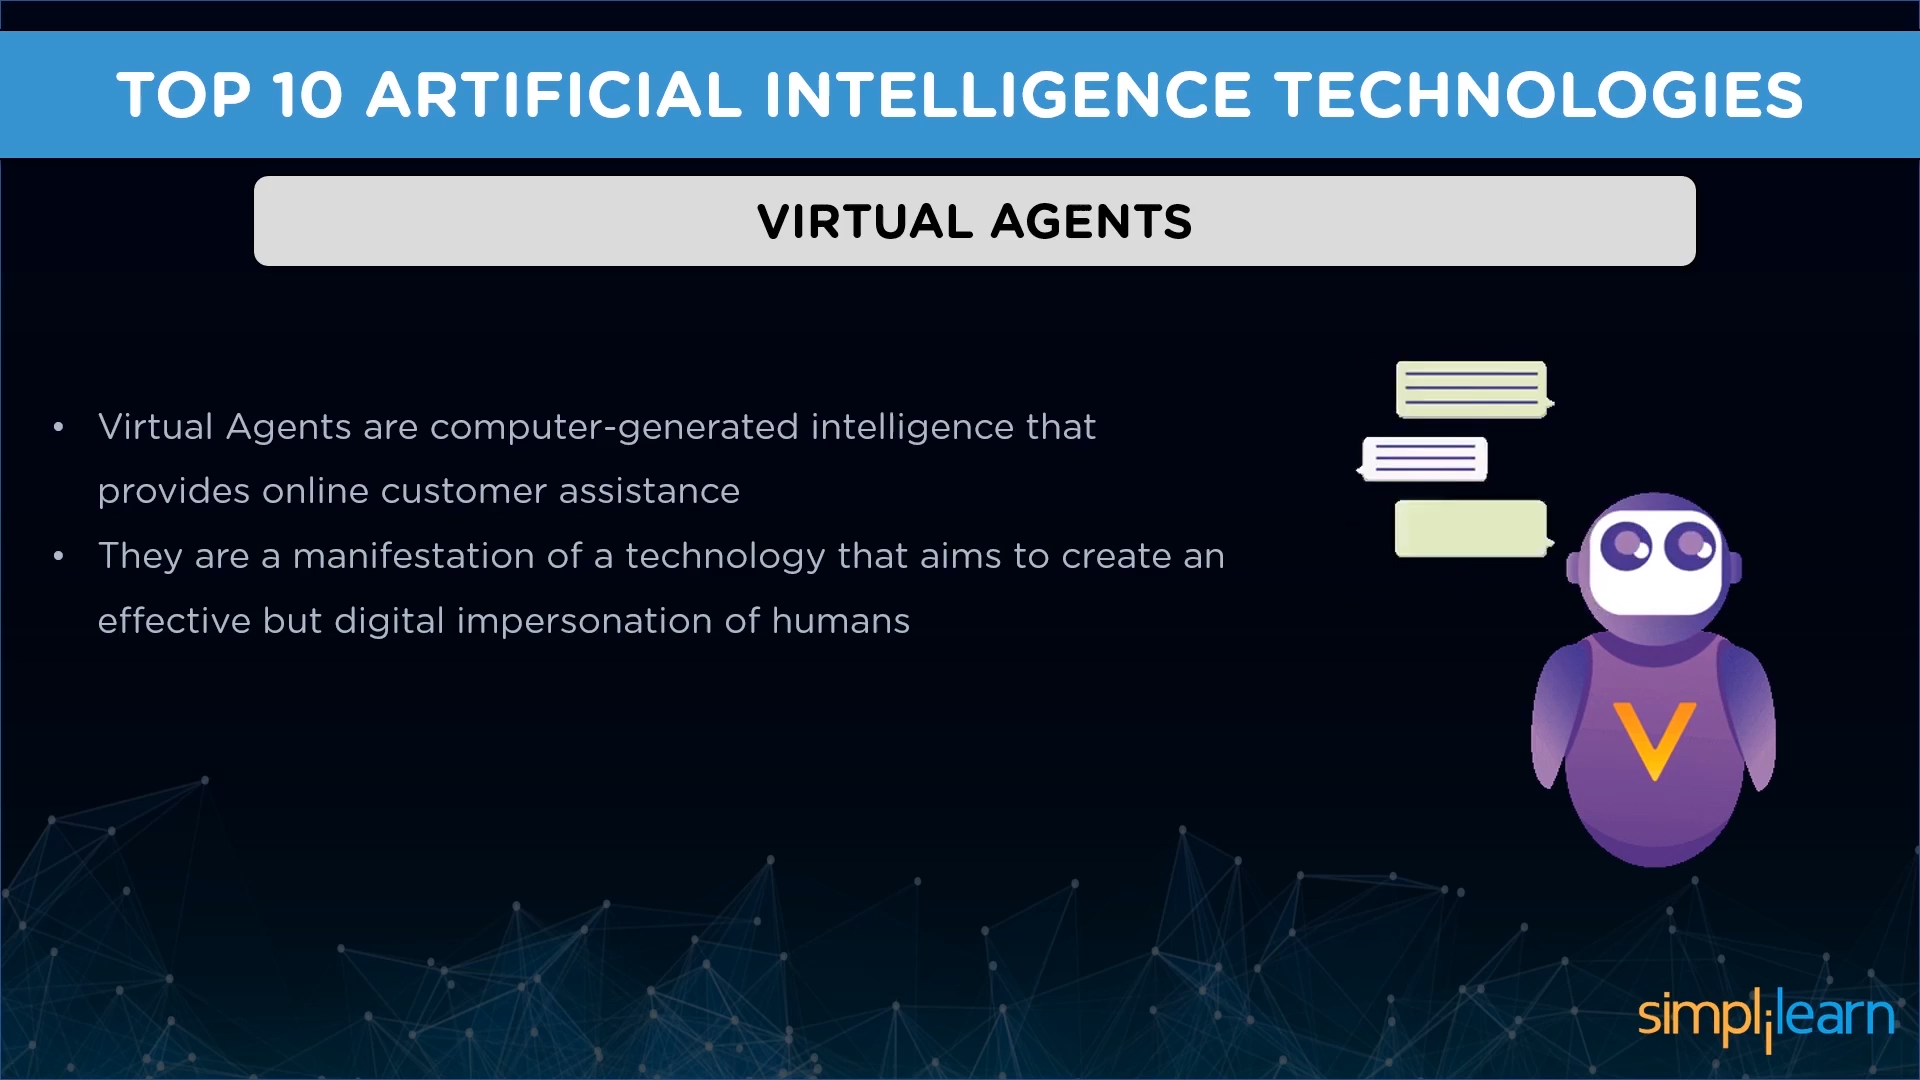 TOP 10 ARTIFICIAL INTELLIGENCE TECHNOLOGIES
VIRTUAL AGENTS
• Virtual Agents are computer-generated intelligence that
provides online customer assistance
• They are a manifestation of a technology that aims to create an
effective but digital impersonation of humans
V
simplilearn